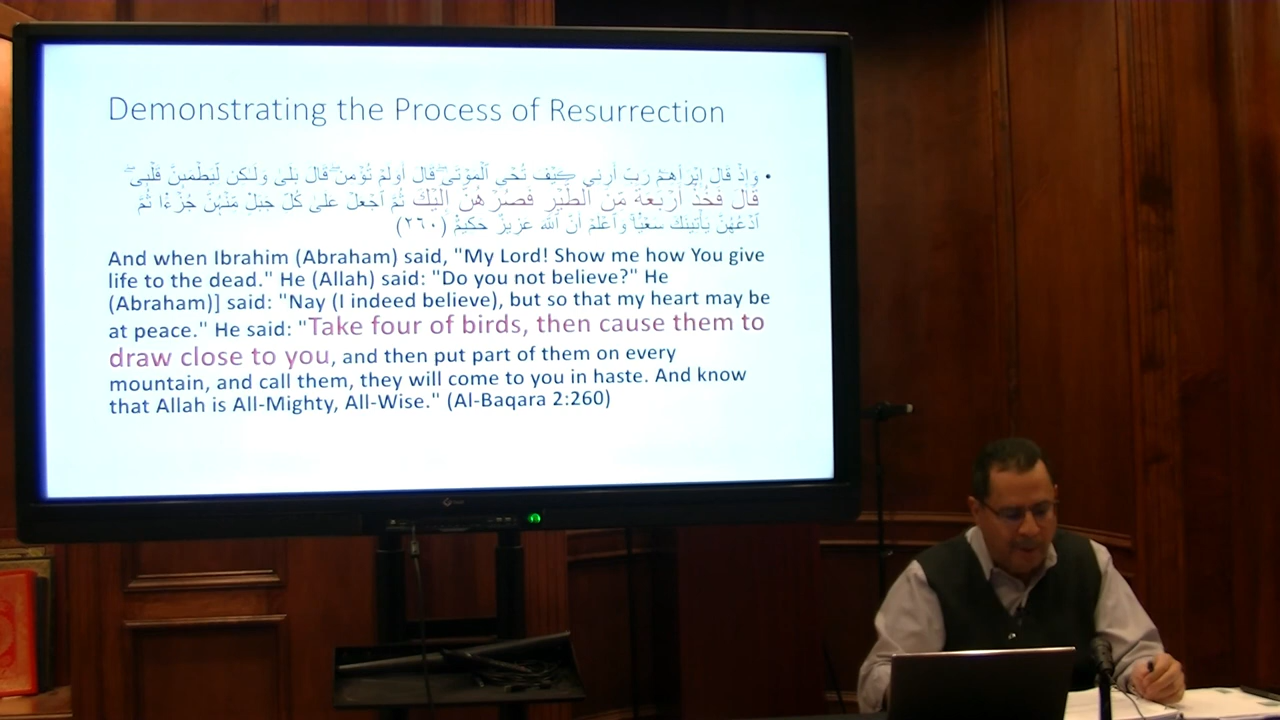 Demonstrating the Process of Resurrection
• وَإِذْ قَالَ إِبْرَٰهِـمُ رَبِّ أَرِنِى ڪَيْفَ تُحْىِ ٱلْمَوْتَىٰ‌ۖ قَالَ أَوَلَمْ تُؤْمِن‌ۖ قَالَ بَلَىٰ وَلَـٰكِن لِّيَطْمَٮِٕنَّ قَلْبِى‌ۖ
قَالَ فَخُذْ أَرْبَعَةً مِّنَ ٱلطَّيْرِ فَصُرْهُنَّ إِلَيْكَ ثُمَّ ٱجْعَلْ عَلَىٰ كُلِّ جَبَلٍ مِّنْہُنَّ جُزْءًا ثُمَّ
ٱدْعُهُنَّ يَأْتِينَكَ سَعْيًا‌ۚ وَٱعْلَمْ أَنَّ ٱللَّهَ عَزِيزٌ حَكِيمٌ (٢٦٠)
And when Ibrahim (Abraham) said, "My Lord! Show me how You give
life to the dead." He (Allah) said: "Do you not believe?" He
(Abraham)] said: "Nay (I indeed believe), but so that my heart may be
at peace." He said: "Take four of birds, then cause them to
draw close to you, and then put part of them on every
mountain, and call them, they will come to you in haste. And know
that Allah is All-Mighty, All-Wise." (Al-Baqara 2:260)